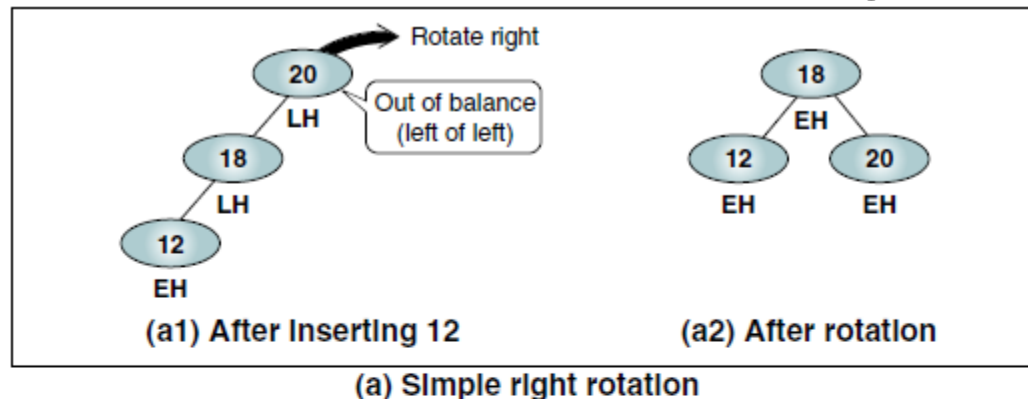 Rotate right
20
Out of balance
(left of left)
LH
18
LH
12
EH
18
EH
12
20
EH
EH
(a1) After inserting 12
(a2) After rotation
(a) Simple right rotation